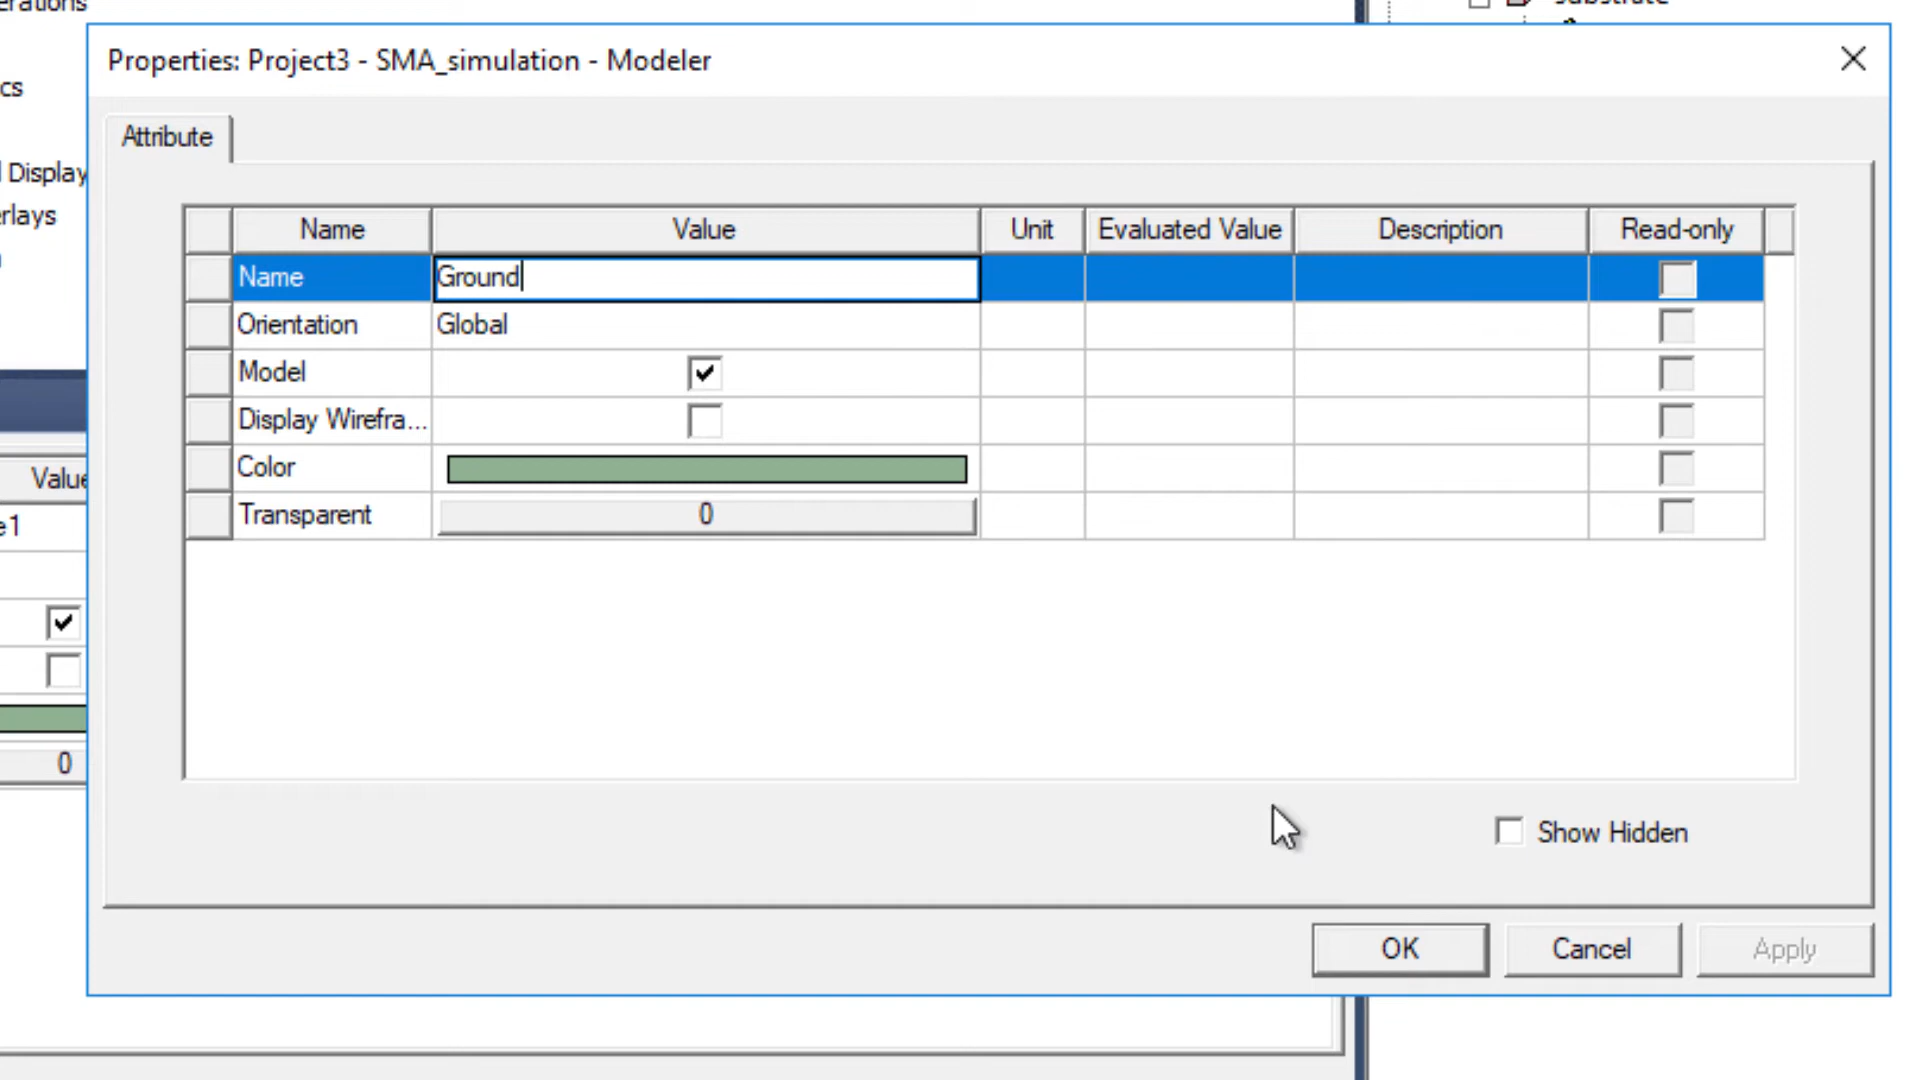 Properties: Project3 - SMA_simulation - Modeler
cs
Display
Attribute
rlays
Name Value Unit Evaluated Value Description Read-only
Name Ground
Orientation Global
Model
Display Wirefra...
Color
Transparent 0
Value
e1
0
Show Hidden
OK Cancel Apply